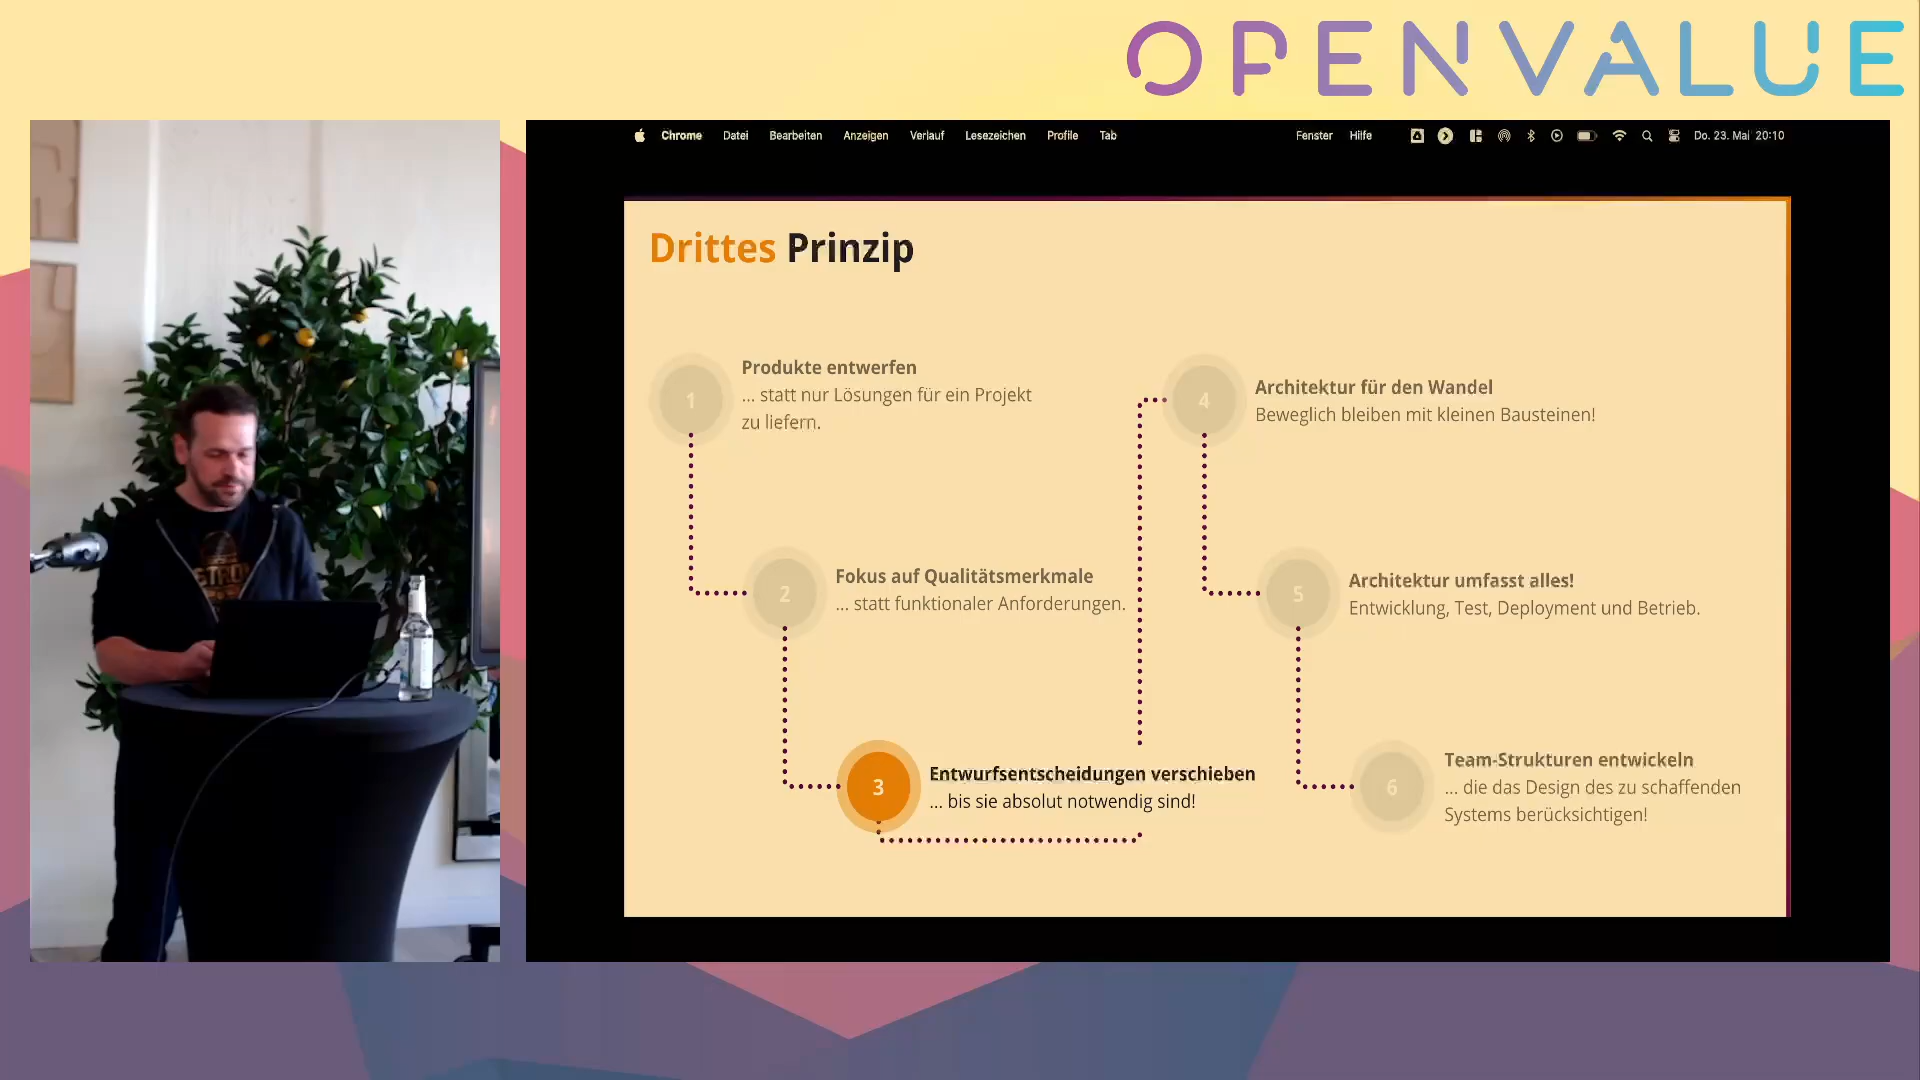 OPENVALUE
Chrome Datei Bearbeiten Anzeigen Verlauf Lesezeichen Profile Tab Fenster Hilfe Do. 23. Mai 20:10
Drittes Prinzip
1
Produkte entwerfen
... statt nur Lösungen für ein Projekt
zu liefern.
2
Fokus auf Qualitätsmerkmale
... statt funktionaler Anforderungen.
3
Entwurfsentscheidungen verschieben
... bis sie absolut notwendig sind!
4
Architektur für den Wandel
Beweglich bleiben mit kleinen Bausteinen!
5
Architektur umfasst alles!
Entwicklung, Test, Deployment und Betrieb.
6
Team-Strukturen entwickeln
... die das Design des zu schaffenden
Systems berücksichtigen!